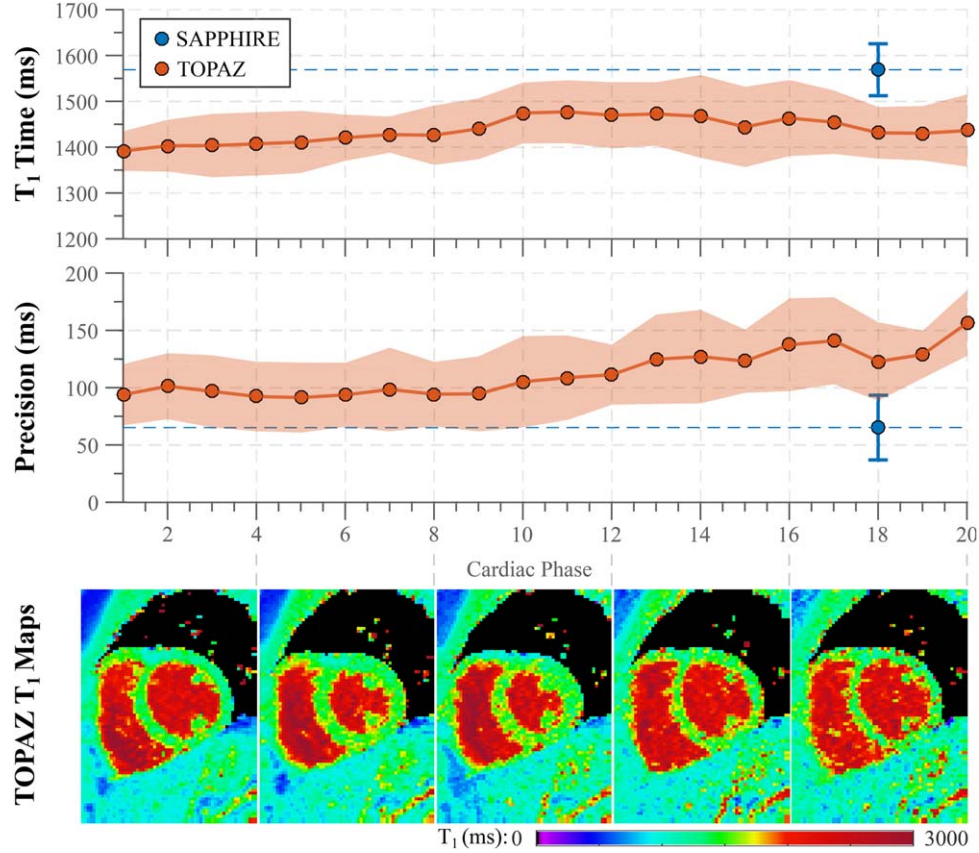 T1 Time (ms)
1700
1600
1500
1400
1300
1200
SAPPHIRE
TOPAZ
Precision (ms)
200
150
100
50
0
2 4 6 8 10 12 14 16 18 20
Cardiac Phase
TOPAZ T1 Maps
T1 (ms): 0 3000